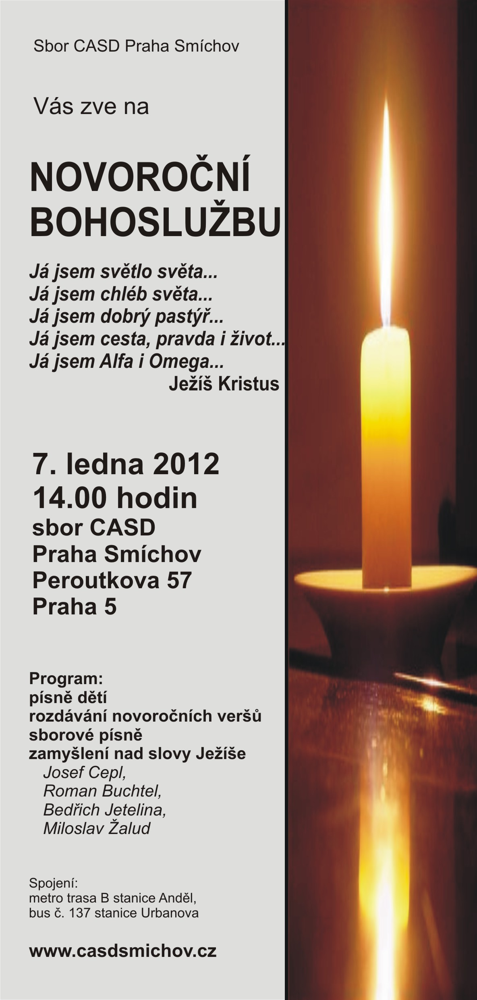 Sbor CASD Praha Smíchov
Vás zve na
NOVOROČNÍ
BOHOSLUŽBU
Já jsem světlo světa...
Já jsem chléb světa...
Já jsem dobrý pastýř...
Já jsem cesta, pravda i život...
Já jsem Alfa i Omega...
Ježíš Kristus
7. ledna 2012
14.00 hodin
sbor CASD
Praha Smíchov
Peroutkova 57
Praha 5
Program:
písně dětí
rozdávání novoročních veršů
sborové písně
zamyšlení nad slovy Ježíše
Josef Cepl,
Roman Buchtel,
Bedřich Jetelina,
Miloslav Žalud
Spojení:
metro trasa B stanice Anděl,
bus č. 137 stanice Urbanova
www.casdsmichov.cz